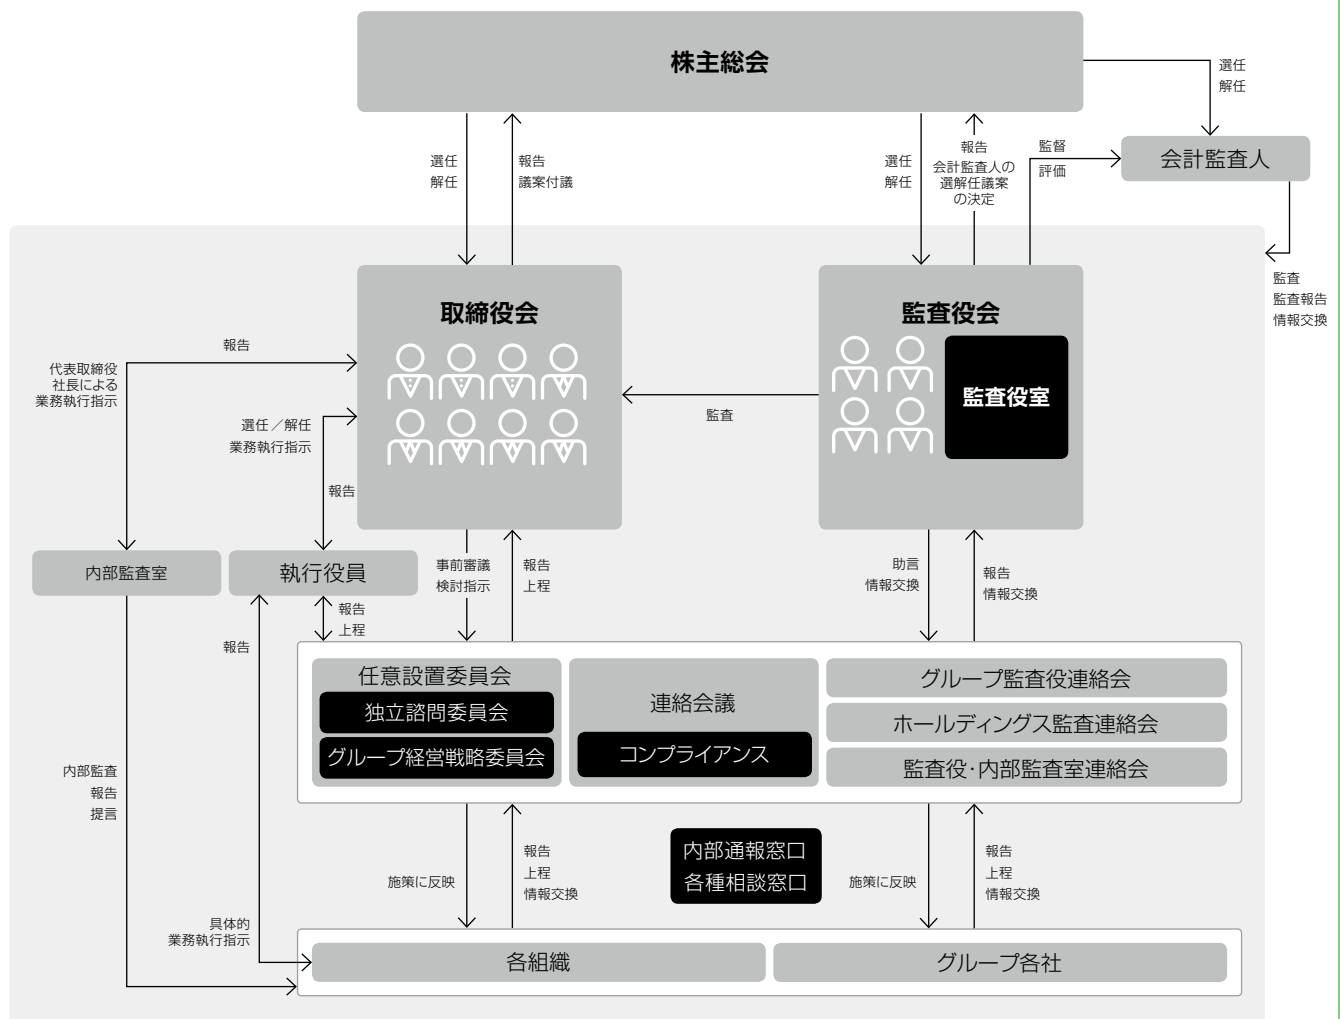 株主総会
選任
解任
会計監査人
選任
解任
報告
議案付議
選任
解任
報告
会計監査人の
選解任議案
の決定
監督
評価
監査
監査報告
情報交換
取締役会
監査役会
監査役室
監査
報告
代表取締役
社長による
業務執行指示
選任／解任
業務執行指示
報告
内部監査室
執行役員
事前審議
検討指示
報告
上程
助言
情報交換
報告
情報交換
報告
上程
報告
任意設置委員会
独立諮問委員会
グループ経営戦略委員会
連絡会議
コンプライアンス
グループ監査役連絡会
ホールディングス監査連絡会
監査役・内部監査室連絡会
内部監査
報告
提言
施策に反映
報告
上程
情報交換
内部通報窓口
各種相談窓口
施策に反映
報告
上程
情報交換
具体的
業務執行指示
各組織
グループ各社